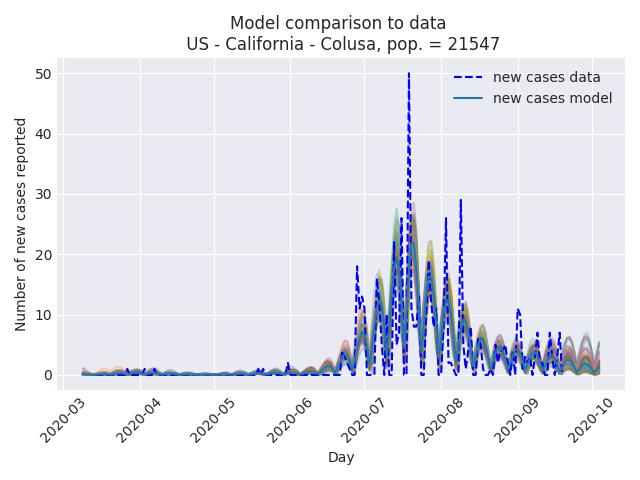 Model comparison to data
US - California - Colusa, pop. = 21547
new cases data
new cases model
Number of new cases reported
50
40
30
20
10
0
2020-03
2020-04
2020-05
2020-06
2020-07
2020-08
2020-09
2020-10
Day